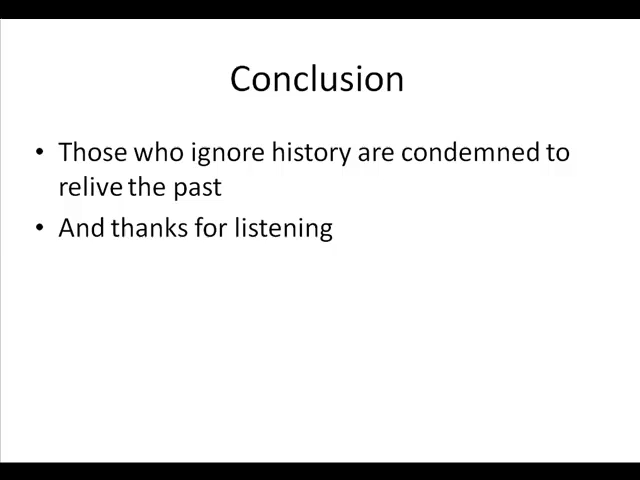 Conclusion
• Those who ignore history are condemned to
relive the past
• And thanks for listening